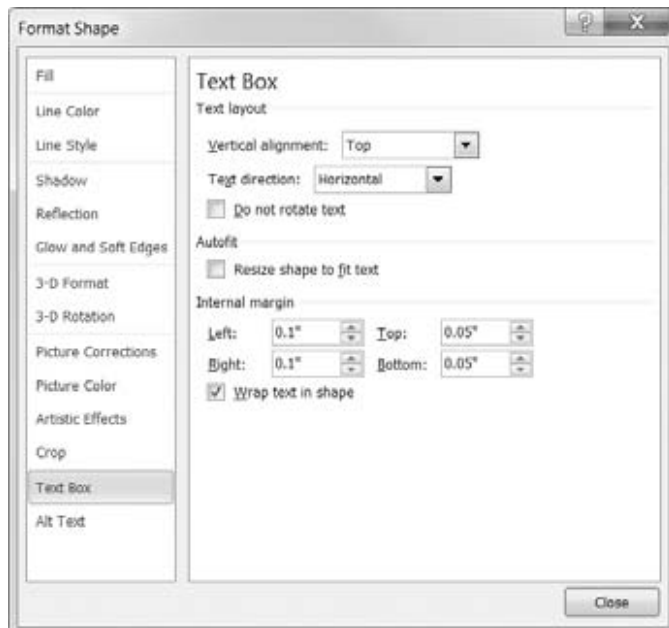 Format Shape
Fill
Line Color
Line Style
Shadow
Reflection
Glow and Soft Edges
3-D Format
3-D Rotation
Picture Corrections
Picture Color
Artistic Effects
Crop
Text Box
Alt Text
Text Box
Text layout
Vertical alignment: Top
Text direction: Horizontal
Do not rotate text
Autofit
Resize shape to fit text
Internal margin
Left: 0.1" Top: 0.05"
Right: 0.1" Bottom: 0.05"
Wrap text in shape
Close